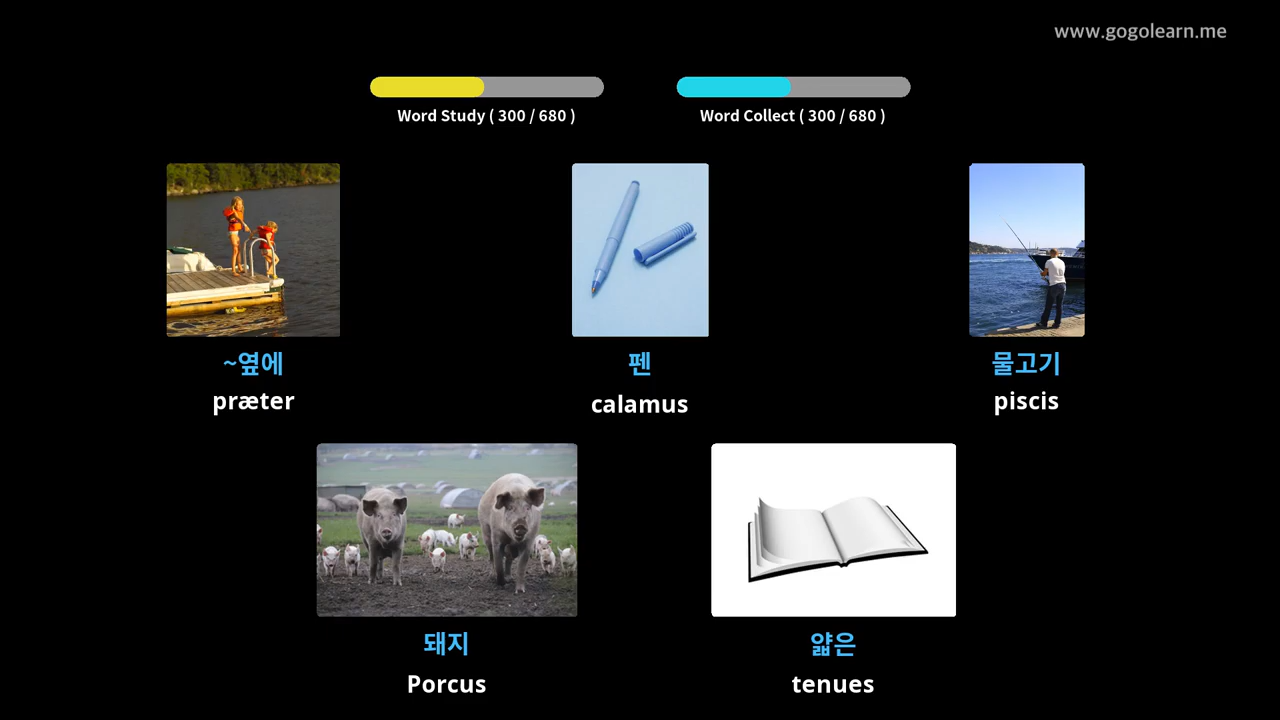 www.gogolearn.me
Word Study ( 300 / 680 )
Word Collect ( 300 / 680 )
~옆에
præter
펜
calamus
물고기
piscis
돼지
Porcus
얇은
tenues